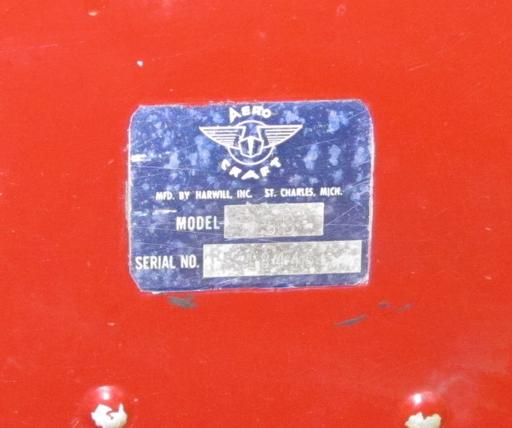 AERO
CRAFT
MFD. BY HARWILL, INC. ST. CHARLES, MICH.
MODEL-
SERIAL NO.